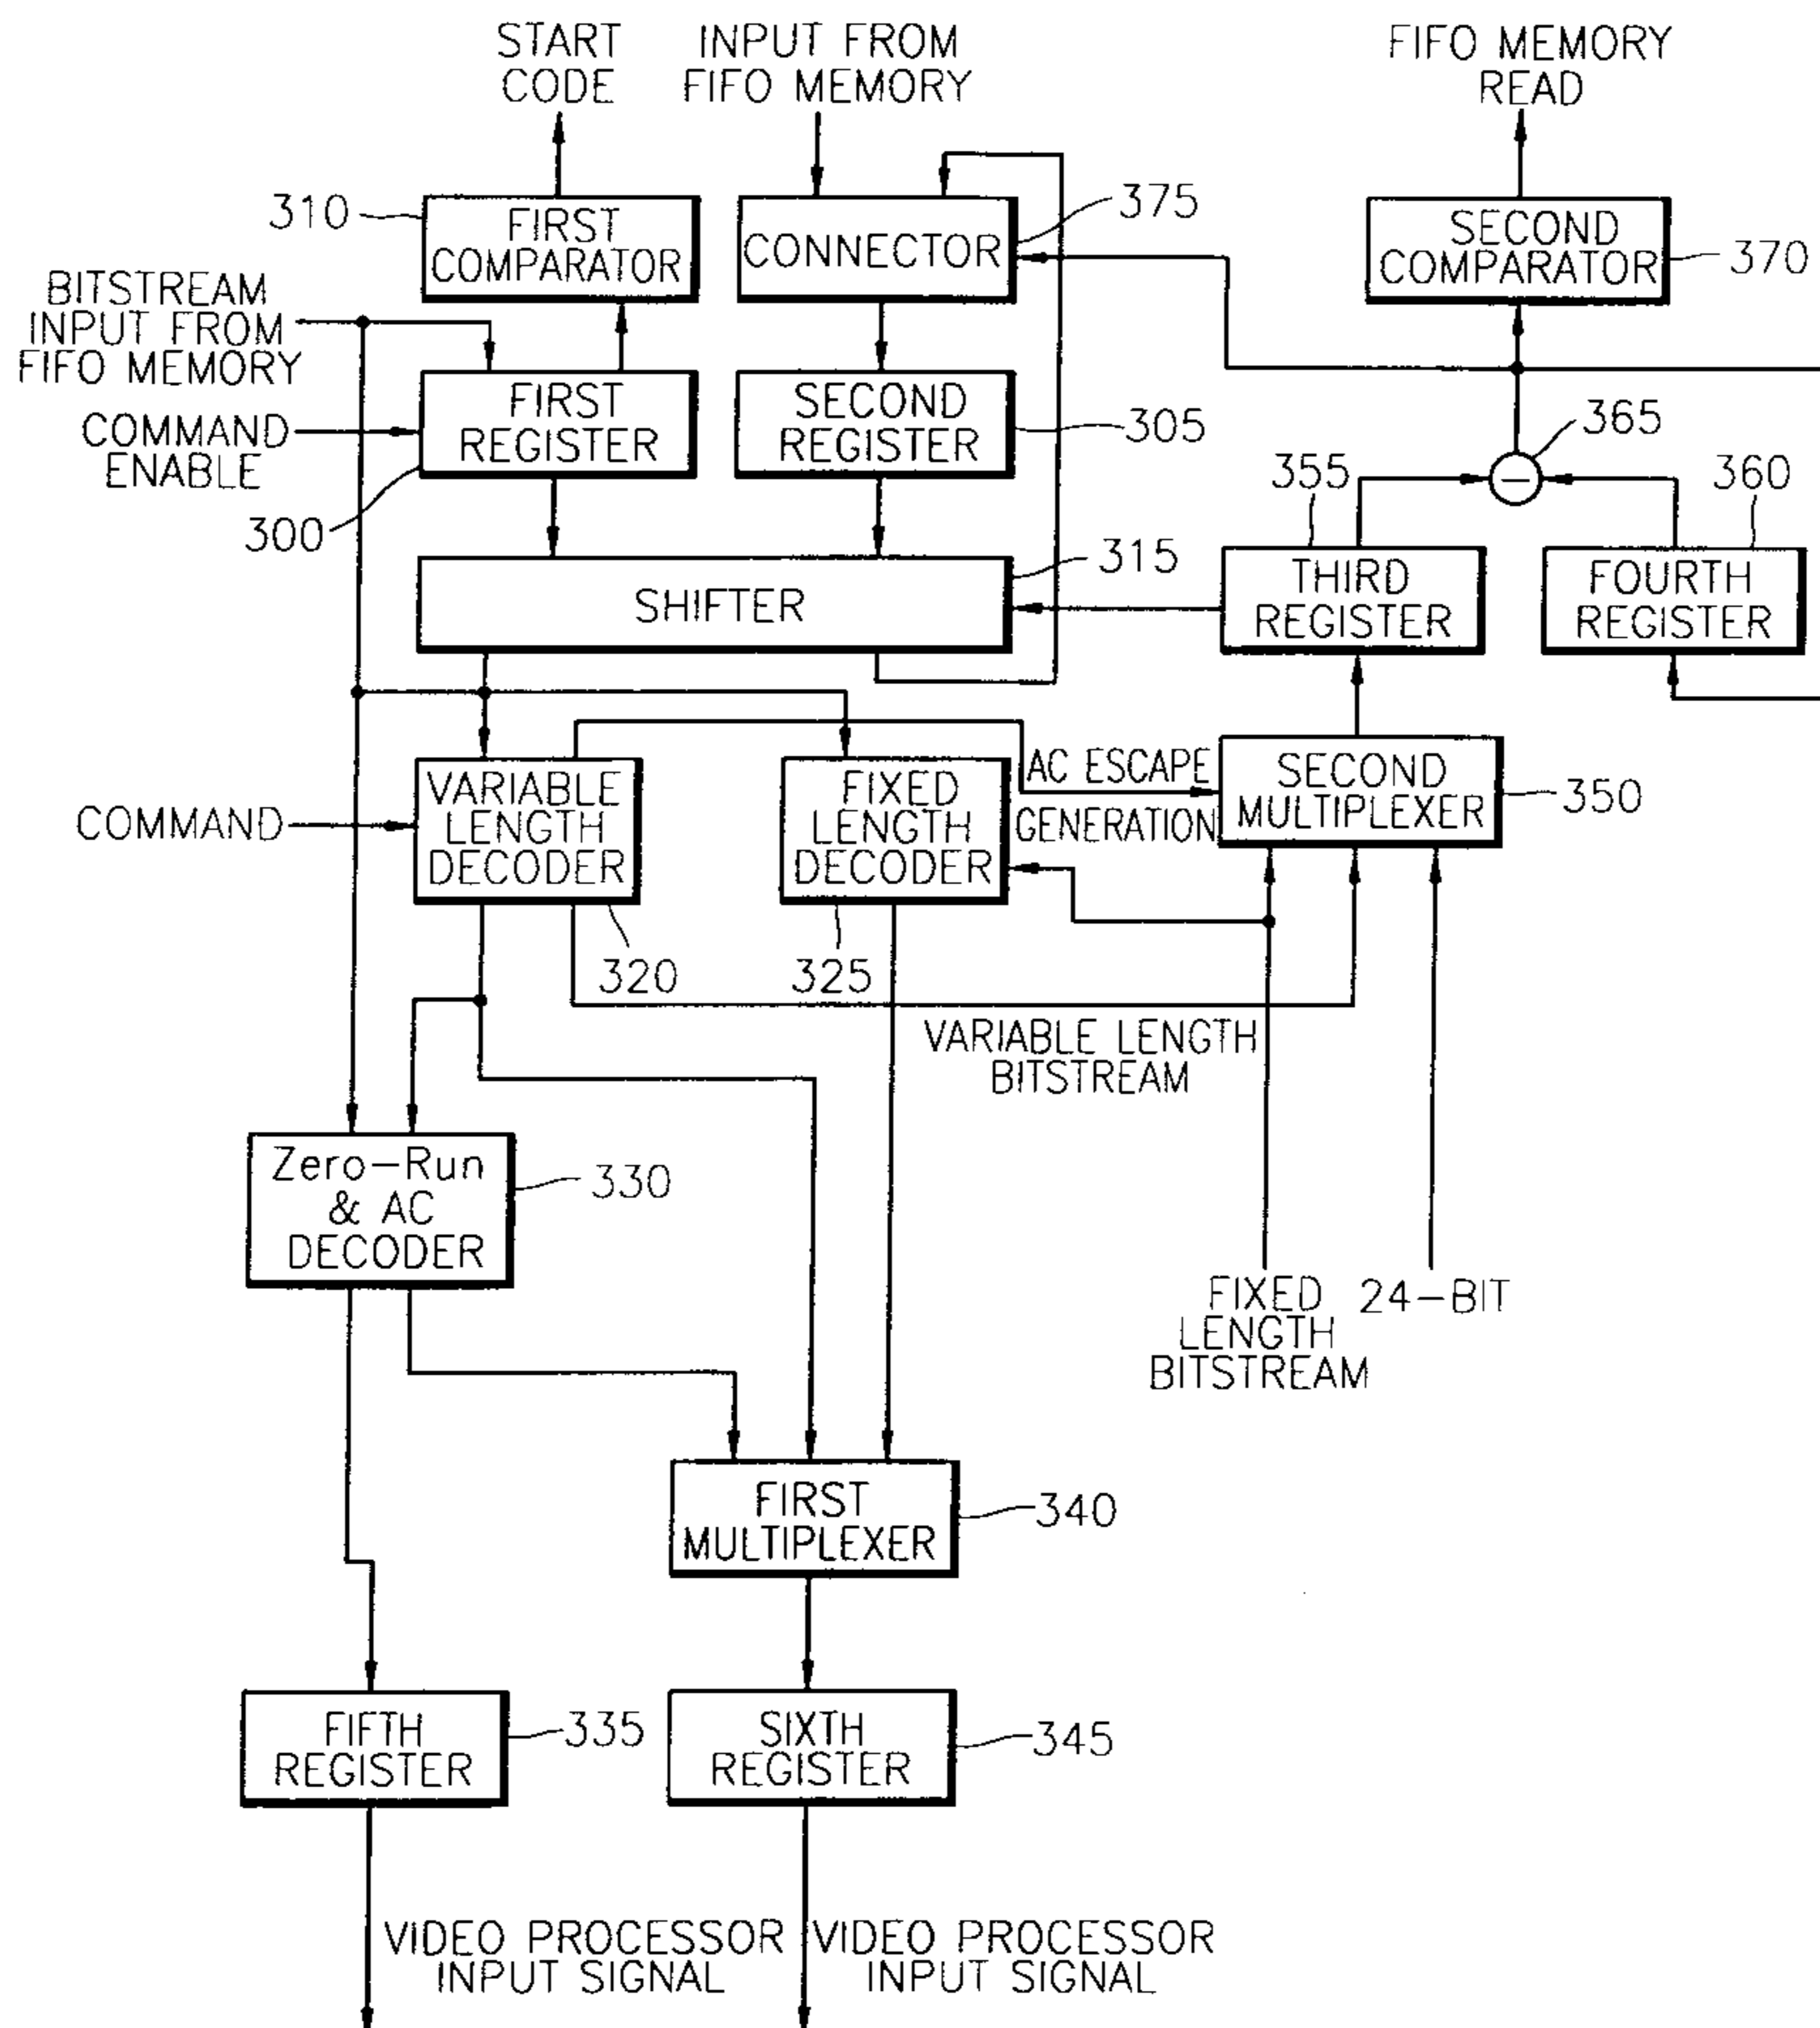 START
CODE
INPUT FROM
FIFO MEMORY
FIFO MEMORY
READ
310
FIRST
COMPARATOR
CONNECTOR
375
SECOND
COMPARATOR
370
BITSTREAM
INPUT FROM
FIFO MEMORY
COMMAND
ENABLE
FIRST
REGISTER
300
SECOND
REGISTER
305
365
−
355
360
SHIFTER
315
THIRD
REGISTER
FOURTH
REGISTER
COMMAND
VARIABLE
LENGTH
DECODER
320
FIXED
LENGTH
DECODER
325
AC ESCAPE
GENERATION
SECOND
MULTIPLEXER
350
VARIABLE LENGTH
BITSTREAM
Zero-Run
& AC
DECODER
330
FIXED
LENGTH
BITSTREAM
24-BIT
FIRST
MULTIPLEXER
340
FIFTH
REGISTER
335
SIXTH
REGISTER
345
VIDEO PROCESSOR
INPUT SIGNAL
VIDEO PROCESSOR
INPUT SIGNAL